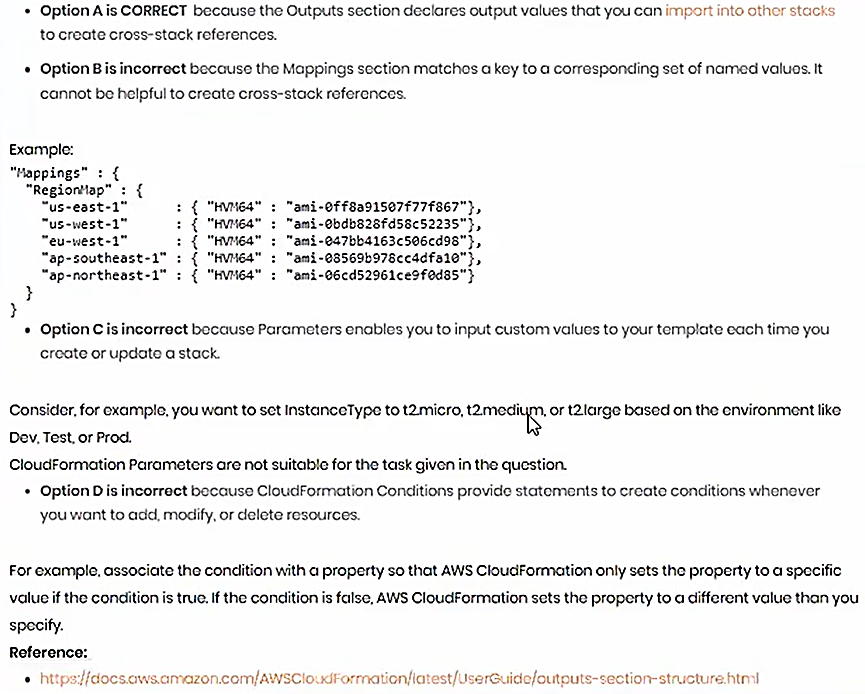 • Option A is CORRECT because the Outputs section declares output values that you can import into other stacks
to create cross-stack references.
• Option B is incorrect because the Mappings section matches a key to a corresponding set of named values. It
cannot be helpful to create cross-stack references.
Example:
"Mappings" : {
"RegionMap" : {
"us-east-1" : { "HVM64" : "ami-0ff8a91507f77f867"},
"us-west-1" : { "HVM64" : "ami-0bdb828fd58c52235"},
"eu-west-1" : { "HVM64" : "ami-047bb4163c506cd98"},
"ap-southeast-1" : { "HVM64" : "ami-08569b978cc4dfa10"},
"ap-northeast-1" : { "HVM64" : "ami-06cd52961ce9f0d85"}
}
}
• Option C is incorrect because Parameters enables you to input custom values to your template each time you
create or update a stack.
Consider, for example, you want to set InstanceType to t2.micro, t2.medium, or t2.large based on the environment like
Dev, Test, or Prod.
CloudFormation Parameters are not suitable for the task given in the question.
• Option D is incorrect because CloudFormation Conditions provide statements to create conditions whenever
you want to add, modify, or delete resources.
For example, associate the condition with a property so that AWS CloudFormation only sets the property to a specific
value if the condition is true. If the condition is false, AWS CloudFormation sets the property to a different value than you
specify.
Reference:
• https://docs.aws.amazon.com/AWSCloudFormation/latest/UserGuide/outputs-section-structure.html